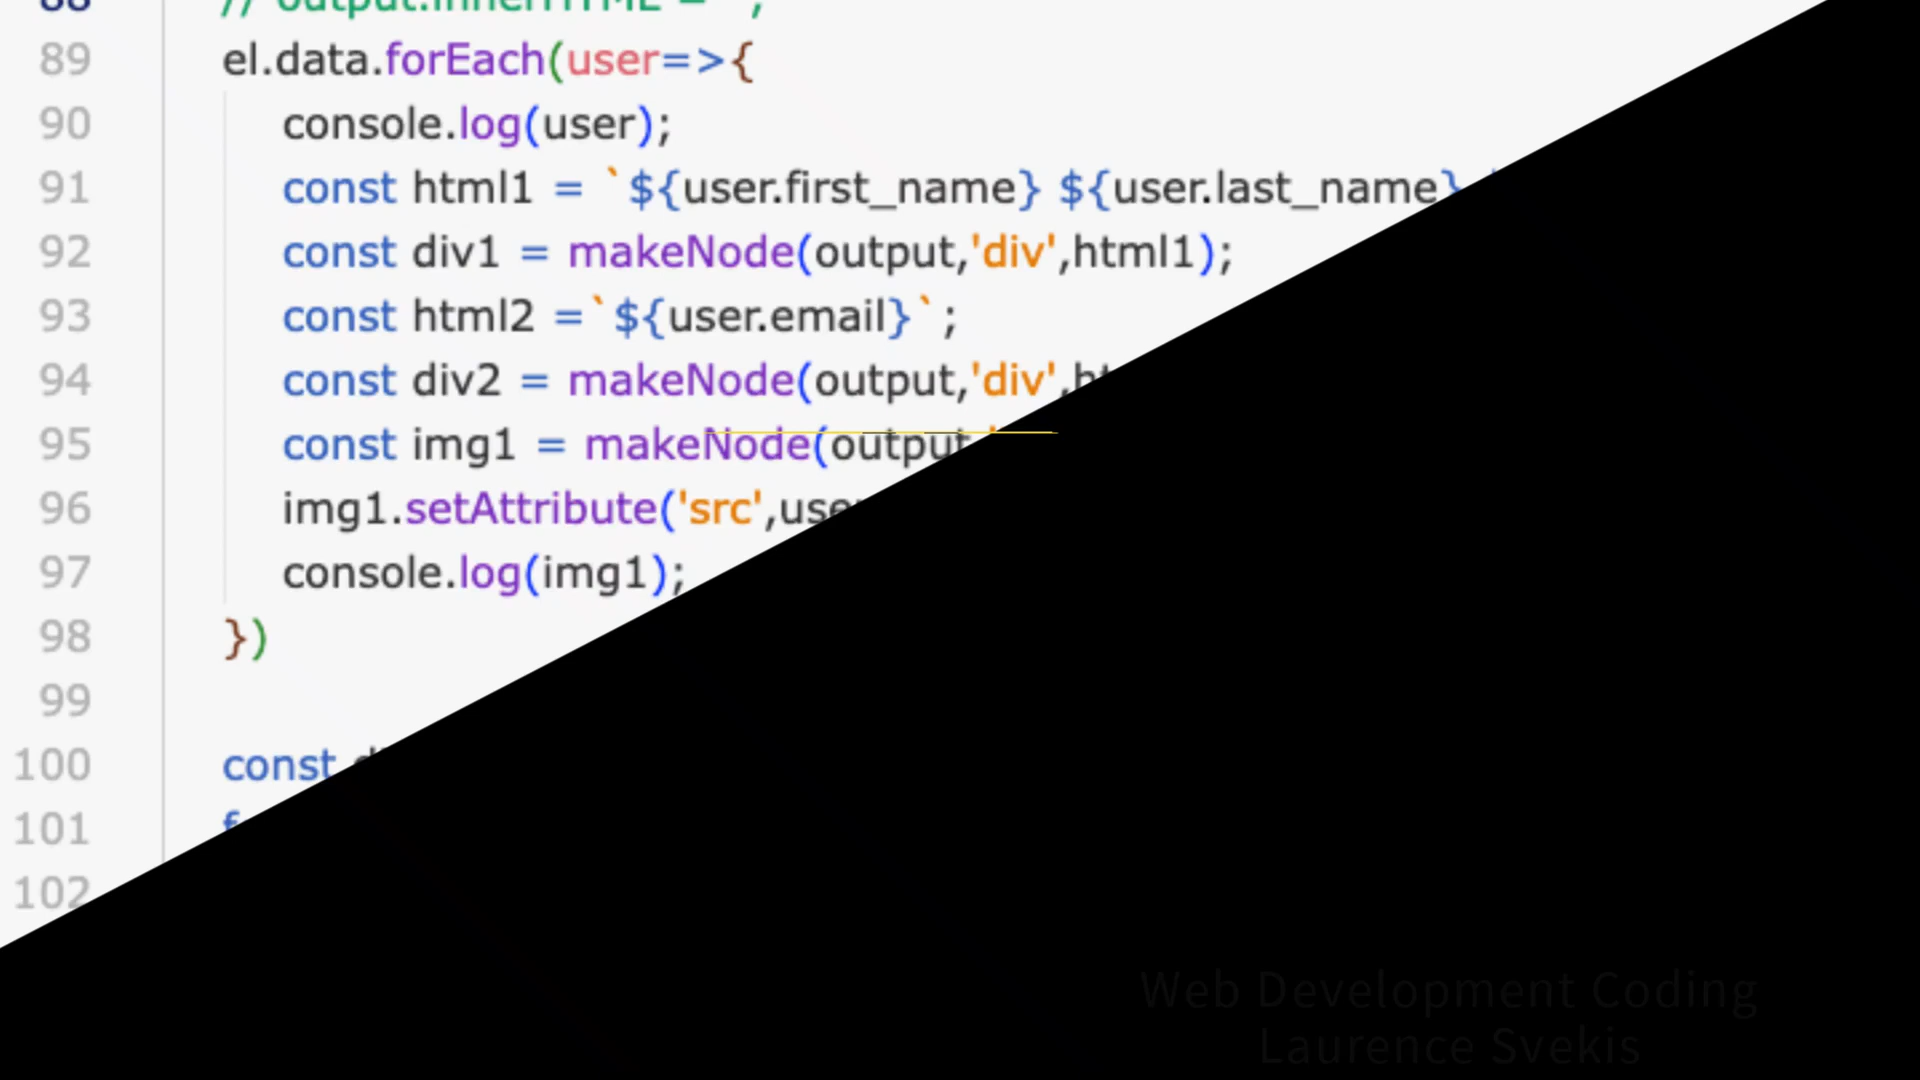 88 // output.innerHTML = '';
89 el.data.forEach(user=>{
90 console.log(user);
91 const html1 = `${user.first_name} ${user.last_name}
92 const div1 = makeNode(output,'div',html1);
93 const html2 =`${user.email}`;
94 const div2 = makeNode(output,'div',
95 const img1 = makeNode(output
96 img1.setAttribute('src',
97 console.log(img1);
98 })
99
100 const
101
102
Web Development Coding
Laurence Svekis